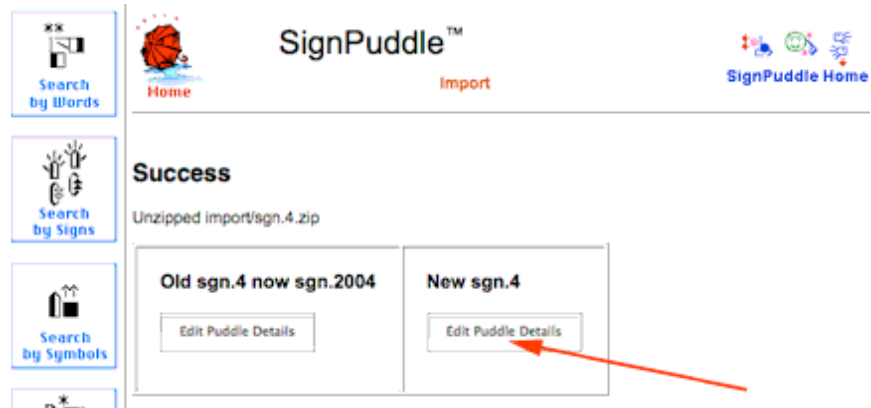 Search
by Words
Home
SignPuddle™
Import
SignPuddle Home
Search
by Signs
Success
Unzipped import/sgn.4.zip
Old sgn.4 now sgn.2004
New sgn.4
Edit Puddle Details
Edit Puddle Details
Search
by Symbols